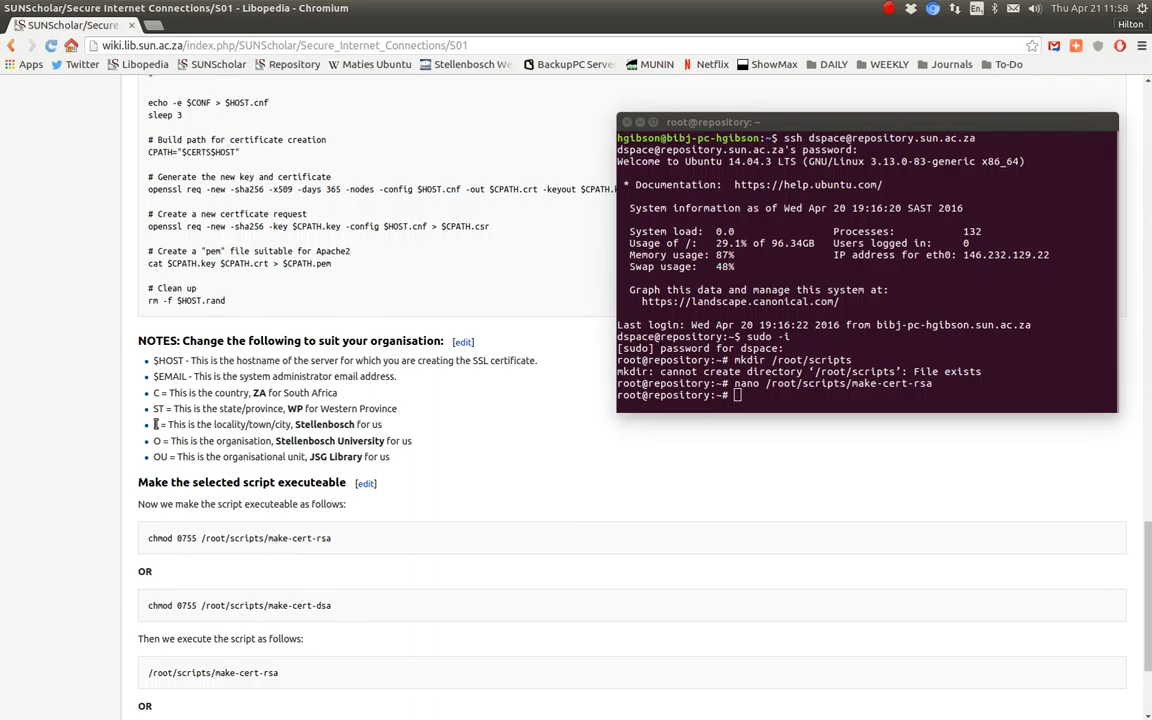 SUNScholar/Secure Internet Connections/S01 - Libopedia - Chromium
En
Thu Apr 21 11:58
SUNScholar/Secure
Hilton
wiki.lib.sun.ac.za/index.php/SUNScholar/Secure_Internet_Connections/S01
Apps Twitter Libopedia SUNScholar Repository Maties Ubuntu Stellenbosch We BackupPC Server MUNIN Netflix ShowMax DAILY WEEKLY Journals To-Do
"
echo -e $CONF > $HOST.cnf
sleep 3
# Build path for certificate creation
CPATH="$CERTS$HOST"
# Generate the new key and certificate
openssl req -new -sha256 -x509 -days 365 -nodes -config $HOST.cnf -out $CPATH.crt -keyout $CPATH.k
# Create a new certficate request
openssl req -new -sha256 -key $CPATH.key -config $HOST.cnf > $CPATH.csr
# Create a "pem" file suitable for Apache2
cat $CPATH.key $CPATH.crt > $CPATH.pem
# Clean up
rm -f $HOST.rand
NOTES: Change the following to suit your organisation: [edit]
$HOST - This is the hostname of the server for which you are creating the SSL certificate.
$EMAIL - This is the system administrator email address.
C = This is the country, ZA for South Africa
ST = This is the state/province, WP for Western Province
= This is the locality/town/city, Stellenbosch for us
O = This is the organisation, Stellenbosch University for us
OU = This is the organisational unit, JSG Library for us
Make the selected script executeable [edit]
Now we make the script executeable as follows:
chmod 0755 /root/scripts/make-cert-rsa
OR
chmod 0755 /root/scripts/make-cert-dsa
Then we execute the script as follows:
/root/scripts/make-cert-rsa
OR
root@repository: ~
hgibson@bibj-pc-hgibson:~$ ssh dspace@repository.sun.ac.za
dspace@repository.sun.ac.za's password:
Welcome to Ubuntu 14.04.3 LTS (GNU/Linux 3.13.0-83-generic x86_64)
* Documentation: https://help.ubuntu.com/
System information as of Wed Apr 20 19:16:20 SAST 2016
System load: 0.0 Processes: 132
Usage of /: 29.1% of 96.34GB Users logged in: 0
Memory usage: 87% IP address for eth0: 146.232.129.22
Swap usage: 48%
Graph this data and manage this system at:
https://landscape.canonical.com/
Last login: Wed Apr 20 19:16:22 2016 from bibj-pc-hgibson.sun.ac.za
dspace@repository:~$ sudo -i
[sudo] password for dspace:
root@repository:~# mkdir /root/scripts
mkdir: cannot create directory ‘/root/scripts’: File exists
root@repository:~# nano /root/scripts/make-cert-rsa
root@repository:~#